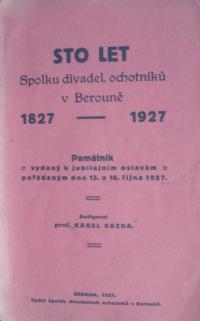 STO LET
Spolku divadel. ochotníků
v Berouně
1827 — 1927
Památník
:: vydaný k jubilejním oslavám ::
pořádaným dne 15. a 16. října 1927.
Redigoval
prof. KAREL KAZDA.
BEROUN, 1927.
Vydal Spolek divadelních ochotníků v Berouně.